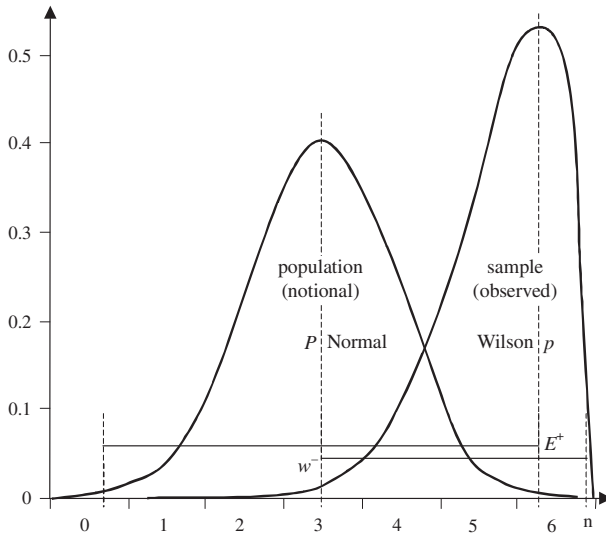 0.5
0.4
0.3
0.2
0.1
0
population
(notional)
sample
(observed)
P Normal
Wilson p
E+
w−
0 1 2 3 4 5 6 n